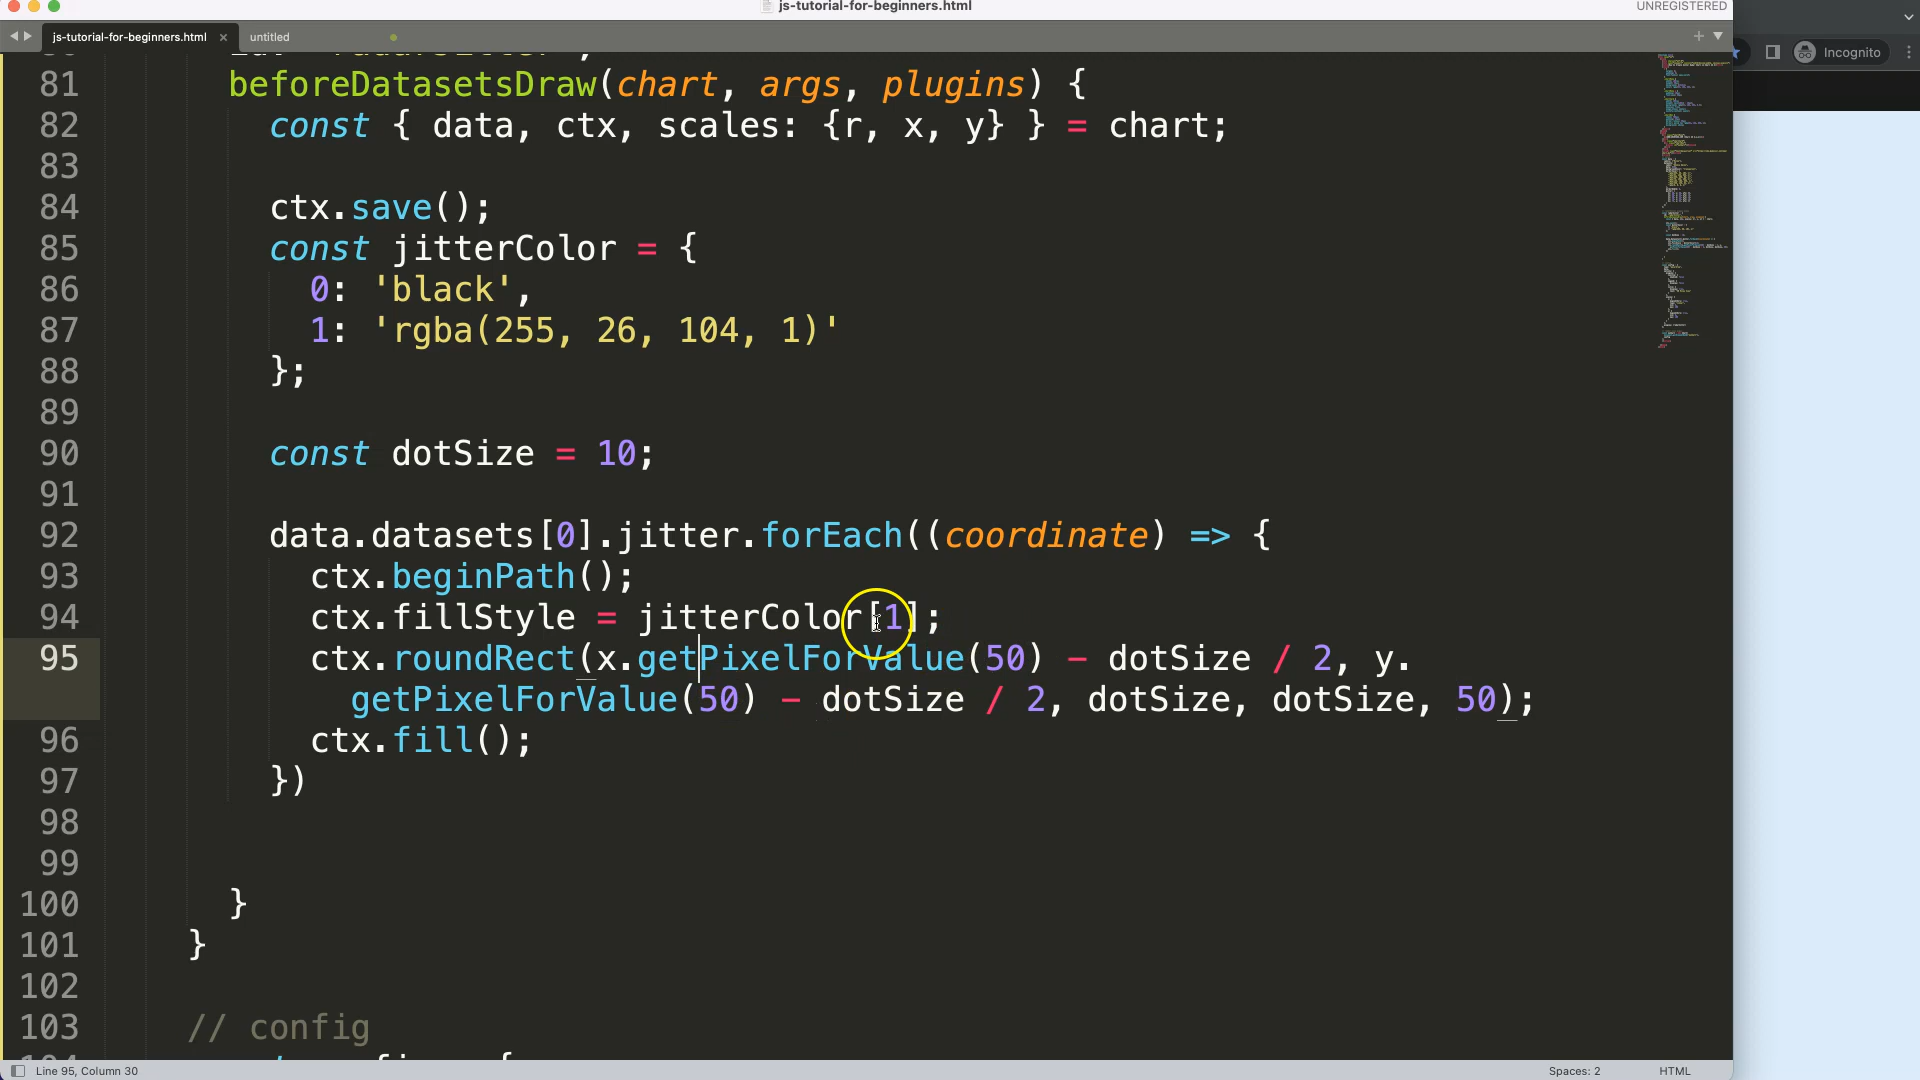 js-tutorial-for-beginners.html
UNREGISTERED
js-tutorial-for-beginners.html × untitled
Incognito
81 beforeDatasetsDraw(chart, args, plugins) {
82 const { data, ctx, scales: {r, x, y} } = chart;
83
84 ctx.save();
85 const jitterColor = {
86 0: 'black',
87 1: 'rgba(255, 26, 104, 1)'
88 };
89
90 const dotSize = 10;
91
92 data.datasets[0].jitter.forEach((coordinate) => {
93 ctx.beginPath();
94 ctx.fillStyle = jitterColor[1];
95 ctx.roundRect(x.getPixelForValue(50) - dotSize / 2, y.
getPixelForValue(50) - dotSize / 2, dotSize, dotSize, 50);
96 ctx.fill();
97 })
98
99
100 }
101 }
102
103 // config
Line 95, Column 30
Spaces: 2
HTML